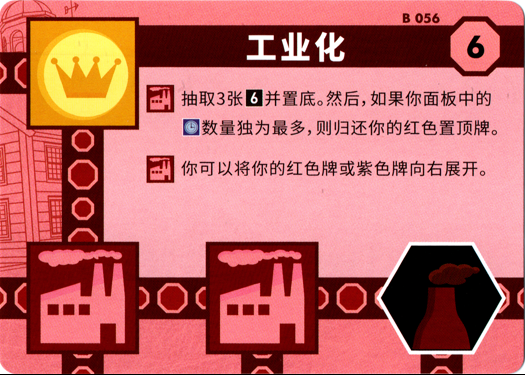 B 056
工业化
6
抽取3张6并置底。然后，如果你面板中的
数量独为最多，则归还你的红色置顶牌。
你可以将你的红色牌或紫色牌向右展开。